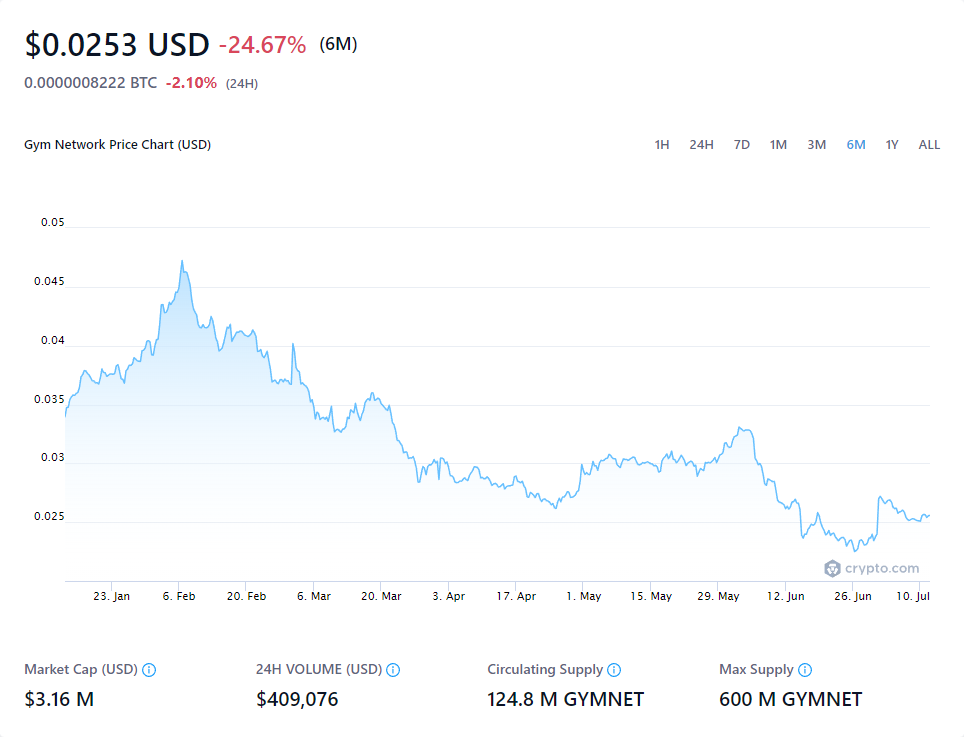 $0.0253 USD -24.67% (6M)
0.0000008222 BTC -2.10% (24H)
Gym Network Price Chart (USD) 1H 24H 7D 1M 3M 6M 1Y ALL
0.05
0.045
0.04
0.035
0.03
0.025
crypto.com
23. Jan 6. Feb 20. Feb 6. Mar 20. Mar 3. Apr 17. Apr 1. May 15. May 29. May 12. Jun 26. Jun 10. Jul
Market Cap (USD) 24H VOLUME (USD) Circulating Supply Max Supply
$3.16 M $409,076 124.8 M GYMNET 600 M GYMNET